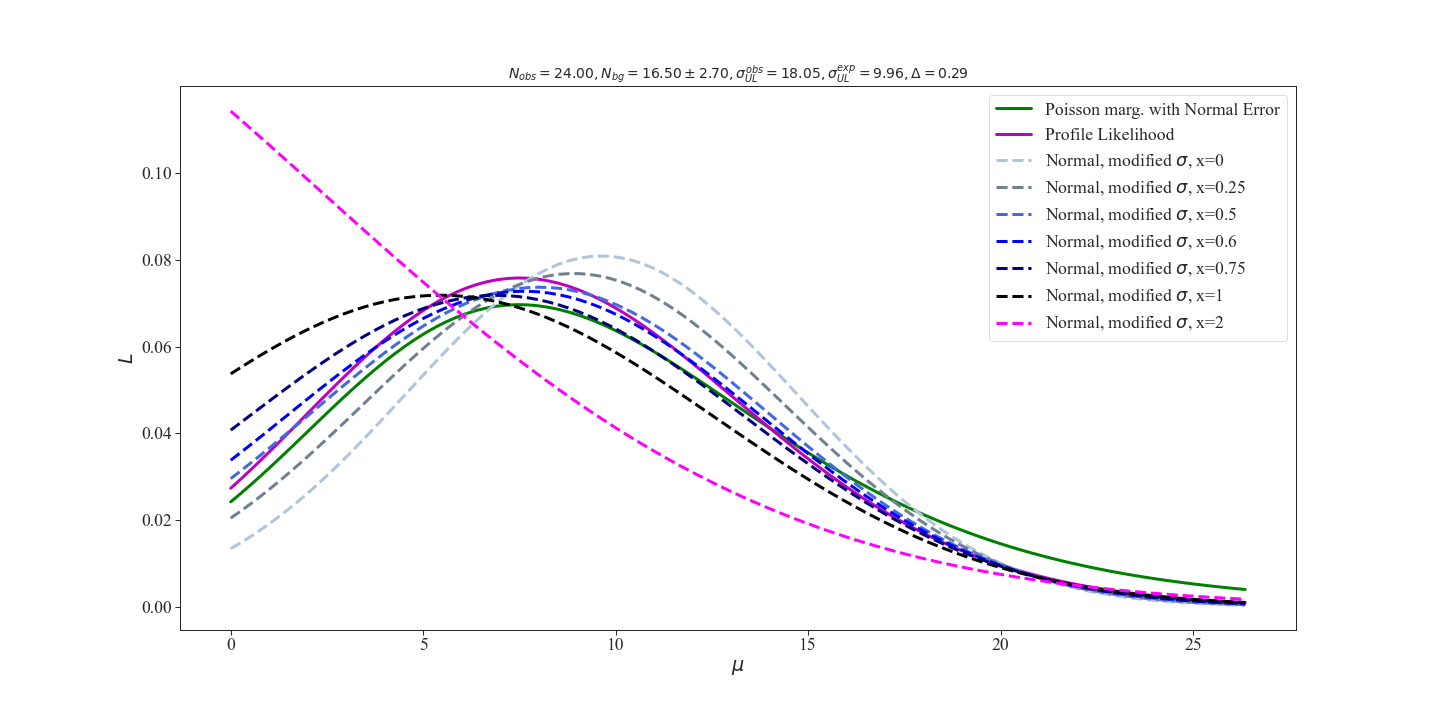 N_obs = 24.00, N_bg = 16.50 ± 2.70, σ_UL^obs = 18.05, σ_UL^exp = 9.96, Δ = 0.29
Poisson marg. with Normal Error
Profile Likelihood
Normal, modified σ, x=0
Normal, modified σ, x=0.25
Normal, modified σ, x=0.5
Normal, modified σ, x=0.6
Normal, modified σ, x=0.75
Normal, modified σ, x=1
Normal, modified σ, x=2
0.10
0.08
0.06
0.04
0.02
0.00
L
0 5 10 15 20 25
μ